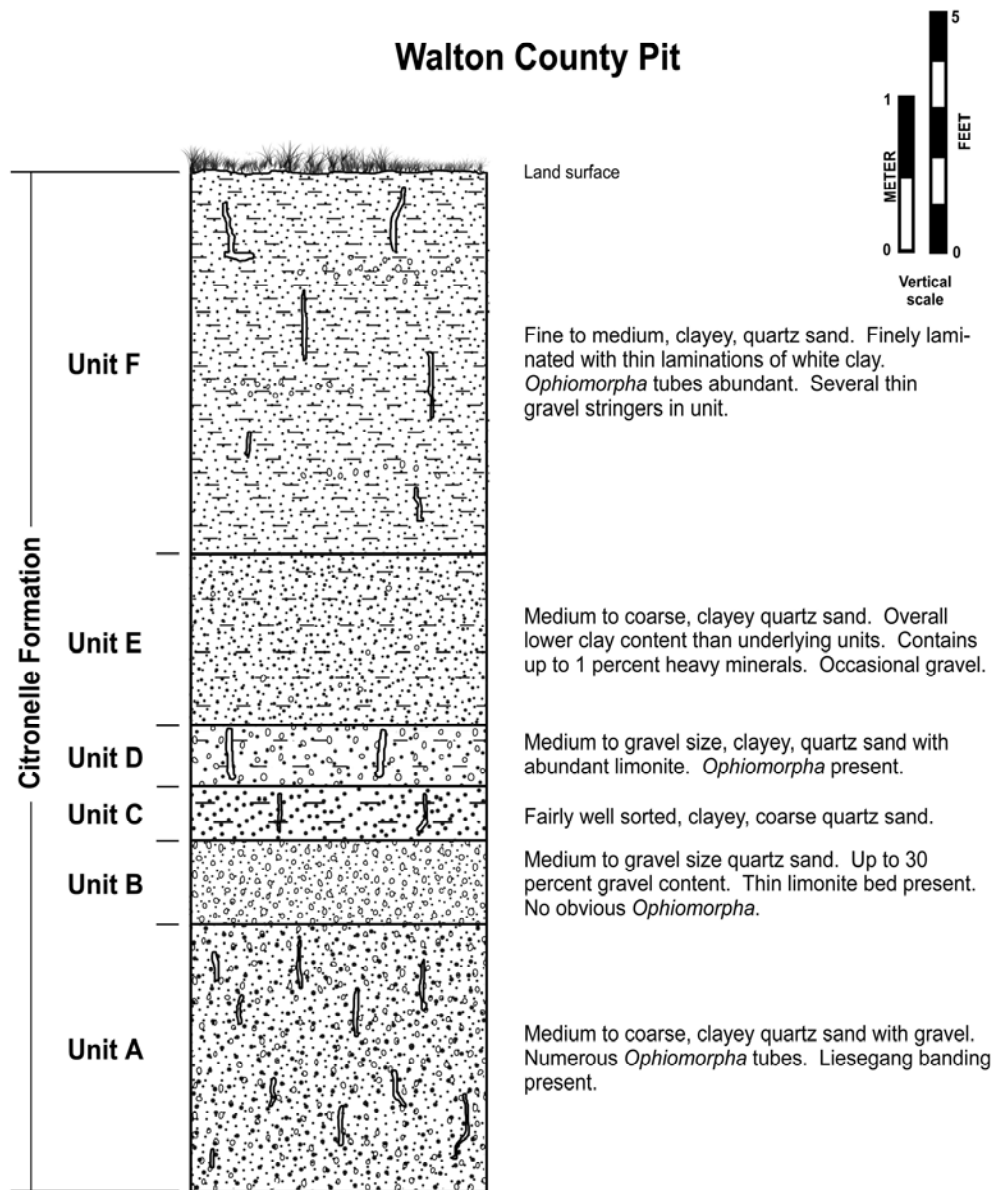 Walton County Pit
5
1
METER
FEET
0
0
Vertical
scale
Land surface
Citronelle Formation
Unit F
Fine to medium, clayey, quartz sand. Finely lami-
nated with thin laminations of white clay.
Ophiomorpha tubes abundant. Several thin
gravel stringers in unit.
Unit E
Medium to coarse, clayey quartz sand. Overall
lower clay content than underlying units. Contains
up to 1 percent heavy minerals. Occasional gravel.
Unit D
Medium to gravel size, clayey, quartz sand with
abundant limonite. Ophiomorpha present.
Unit C
Fairly well sorted, clayey, coarse quartz sand.
Unit B
Medium to gravel size quartz sand. Up to 30
percent gravel content. Thin limonite bed present.
No obvious Ophiomorpha.
Unit A
Medium to coarse, clayey quartz sand with gravel.
Numerous Ophiomorpha tubes. Liesegang banding
present.